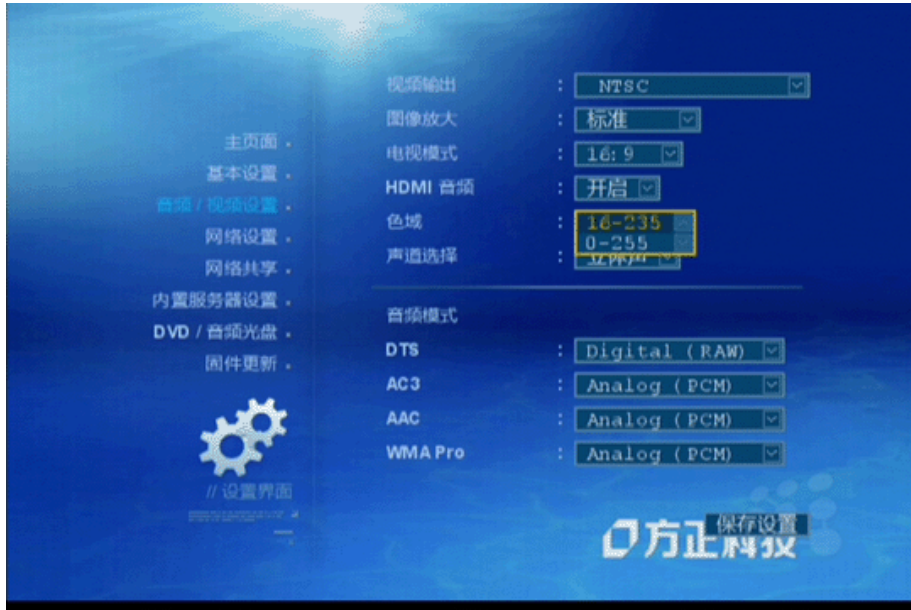 主页面
基本设置
音频 / 视频设置
网络设置
网络共享
内置服务器设置
DVD / 音频光盘
固件更新
// 设置界面
视频输出 : NTSC
图像放大 : 标准
电视模式 : 16:9
HDMI 音频 : 开启
色域 : 16-235
0-255
声道选择 : 立体声
音频模式
DTS : Digital (RAW)
AC3 : Analog (PCM)
AAC : Analog (PCM)
WMA Pro : Analog (PCM)
保存设置
方正科技